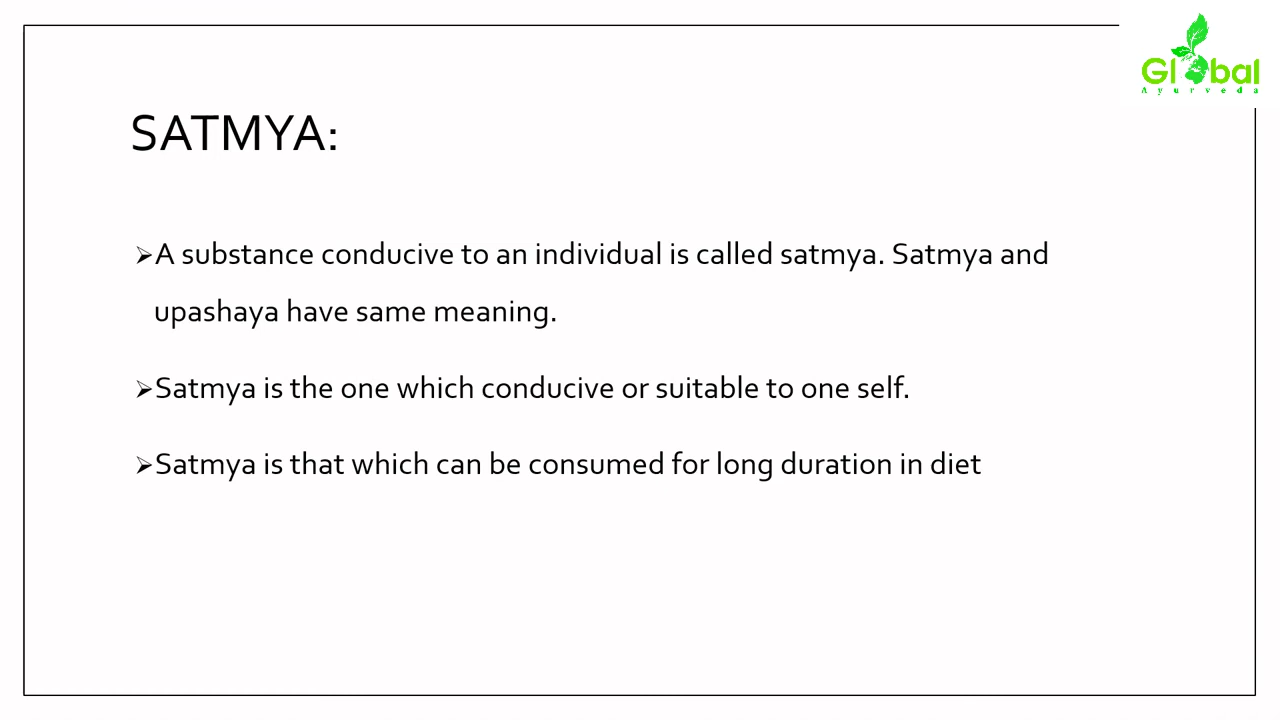 Global
Ayurveda
SATMYA:
➢A substance conducive to an individual is called satmya. Satmya and
upashaya have same meaning.
➢Satmya is the one which conducive or suitable to one self.
➢Satmya is that which can be consumed for long duration in diet